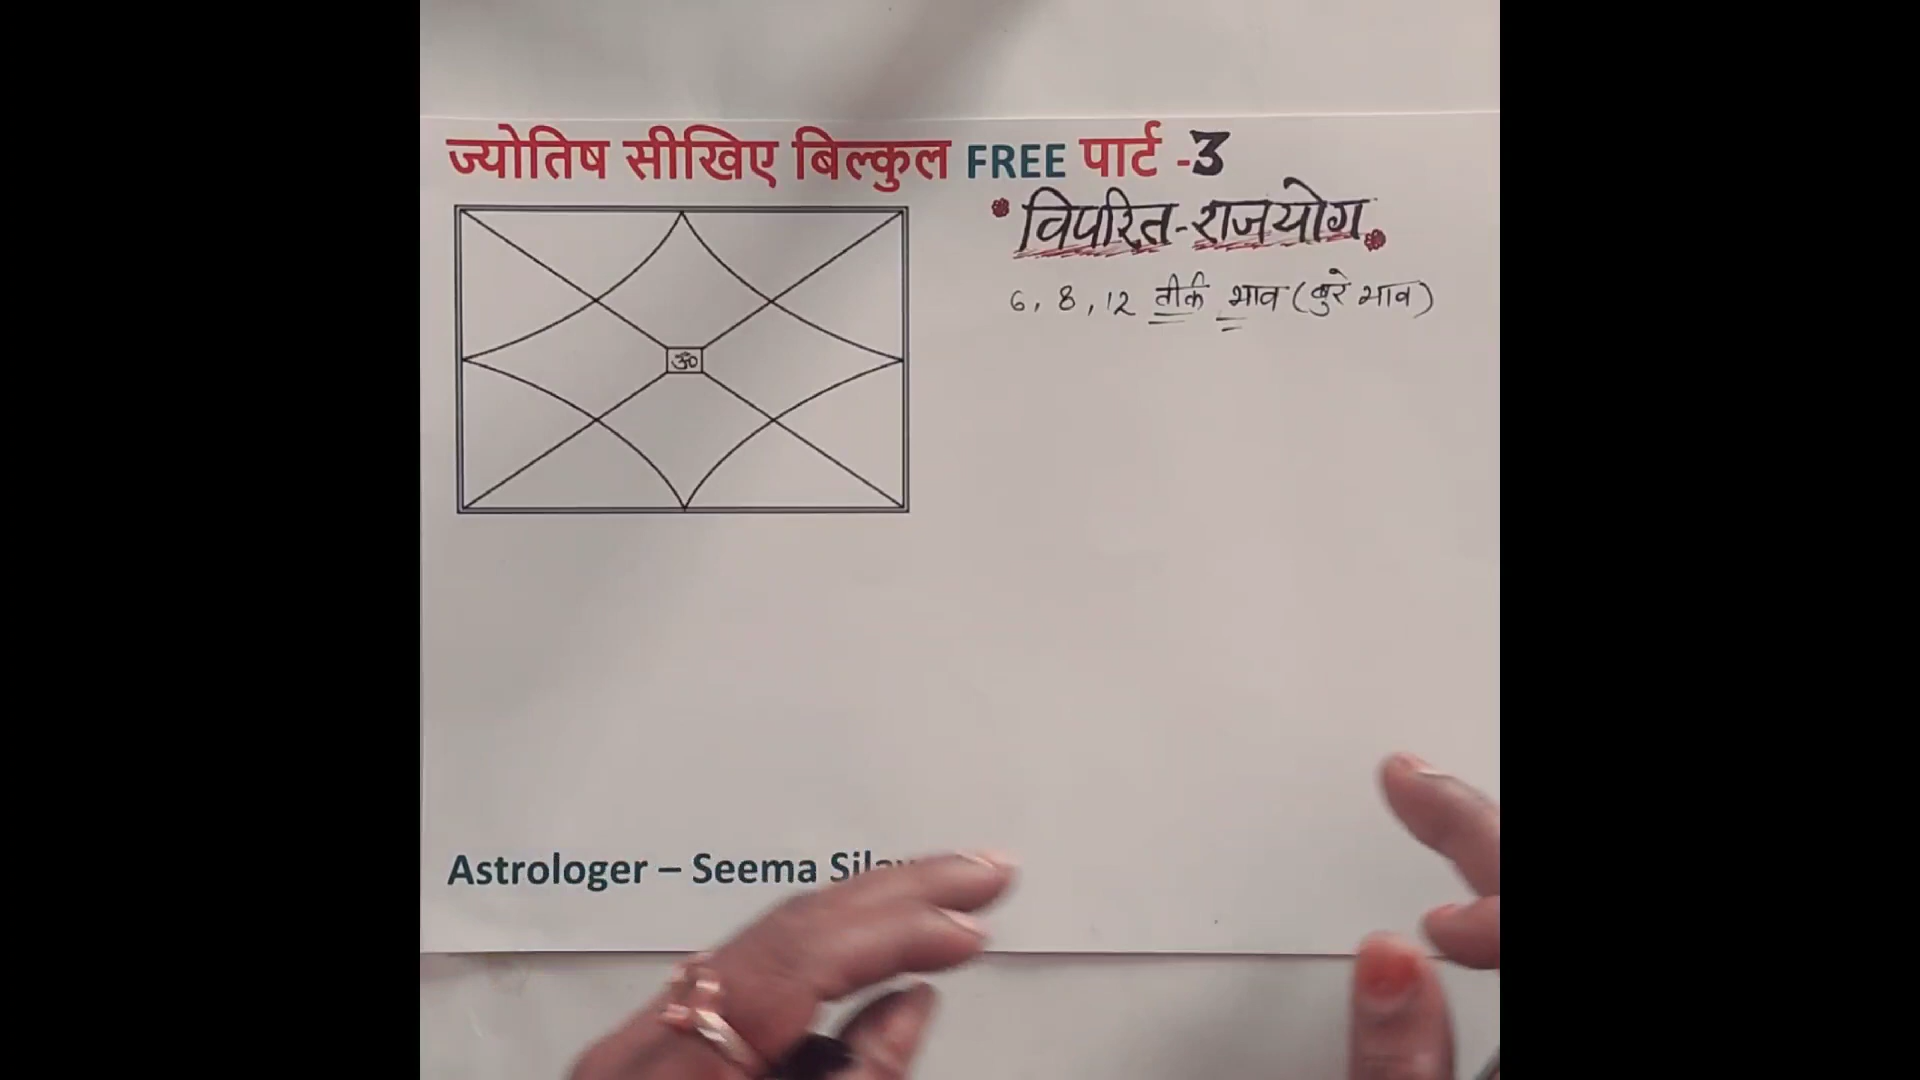 ज्योतिष सीखिए बिल्कुल FREE पार्ट -3
विपरित-राजयोग
6, 8, 12 तीर्क भाव (बुरे भाव)
ॐ
Astrologer – Seema